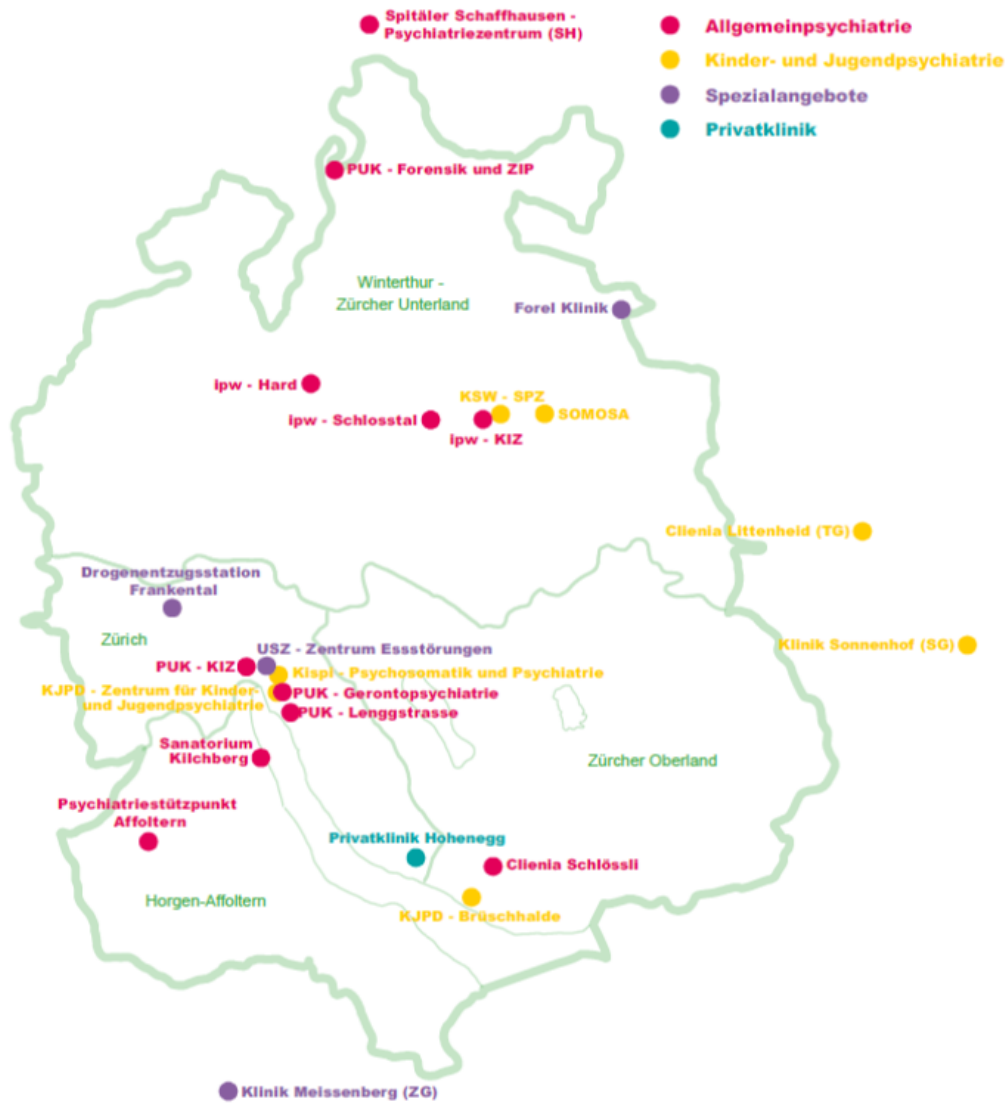 Spitäler Schaffhausen -
Psychiatriezentrum (SH)
Allgemeinpsychiatrie
Kinder- und Jugendpsychiatrie
Spezialangebote
Privatklinik
PUK - Forensik und ZIP
Winterthur -
Zürcher Unterland
Forel Klinik
ipw - Hard
KSW - SPZ
ipw - Schlosstal
SOMOSA
ipw - KIZ
Clienia Littenheid (TG)
Drogenentzugsstation
Frankental
Zürich
Klinik Sonnenhof (SG)
USZ - Zentrum Essstörungen
PUK - KIZ
Kispi - Psychosomatik und Psychiatrie
KJPD - Zentrum für Kinder-
und Jugendpsychiatrie
PUK - Gerontopsychiatrie
PUK - Lenggstrasse
Sanatorium
Kilchberg
Zürcher Oberland
Psychiatriestützpunkt
Affoltern
Privatklinik Hohenegg
Clienia Schlössli
Horgen-Affoltern
KJPD - Brüschhalde
Klinik Meissenberg (ZG)